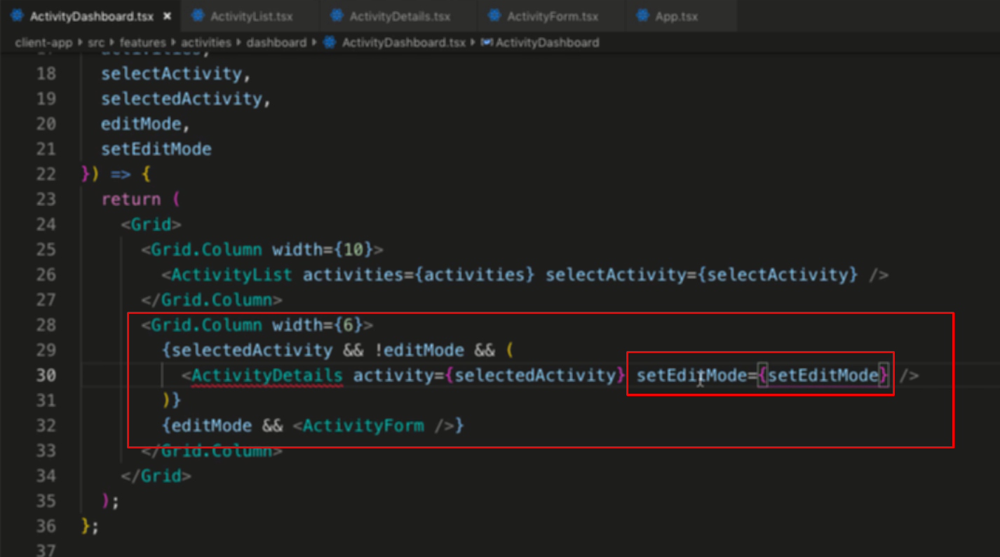 ActivityDashboard.tsx × ActivityList.tsx ActivityDetails.tsx ActivityForm.tsx App.tsx
client-app src features activities dashboard ActivityDashboard.tsx ActivityDashboard
18 selectActivity,
19 selectedActivity,
20 editMode,
21 setEditMode
22 }) => {
23 return (
24 <Grid>
25 <Grid.Column width={10}>
26 <ActivityList activities={activities} selectActivity={selectActivity} />
27 </Grid.Column>
28 <Grid.Column width={6}>
29 {selectedActivity && !editMode && (
30 <ActivityDetails activity={selectedActivity} setEditMode={setEditMode} />
31 )}
32 {editMode && <ActivityForm />}
33 </Grid.Column>
34 </Grid>
35 );
36 };
37